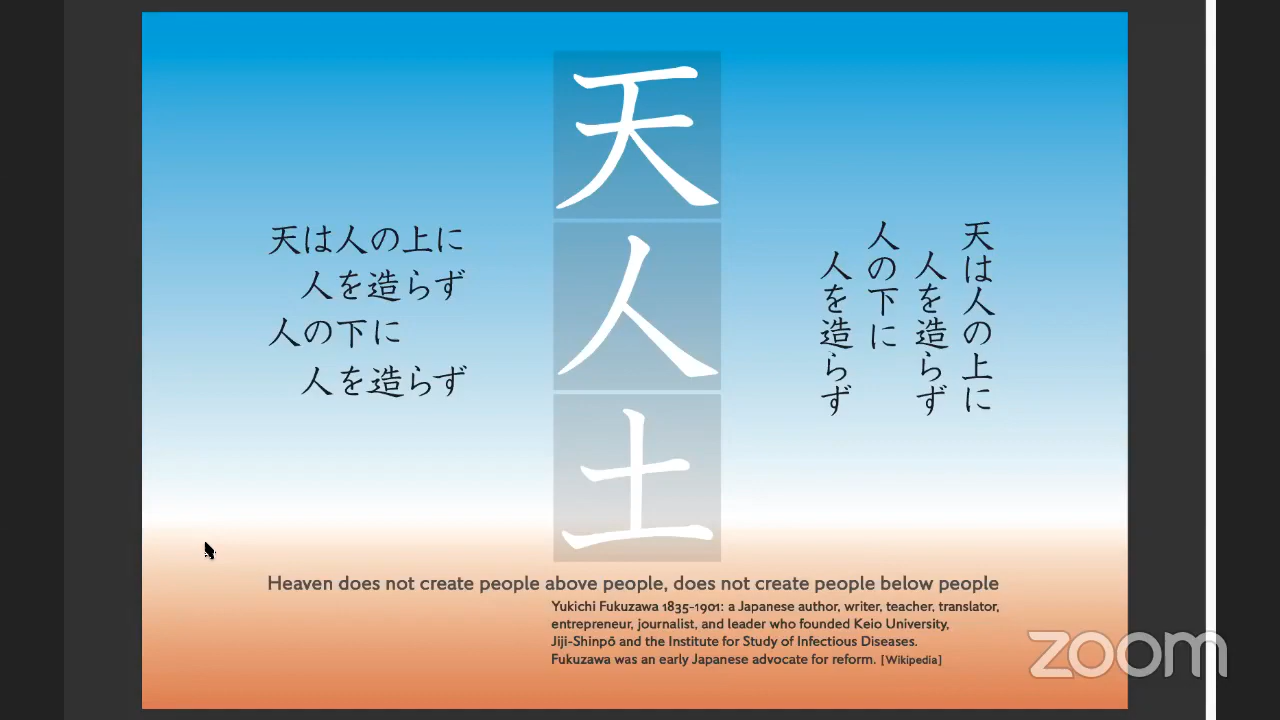 天
人
土
天は人の上に
人を造らず
人の下に
人を造らず
天は人の上に
人を造らず
人の下に
人を造らず
Heaven does not create people above people, does not create people below people
Yukichi Fukuzawa 1835-1901: a Japanese author, writer, teacher, translator,
entrepreneur, journalist, and leader who founded Keio University,
Jiji-Shinpō and the Institute for Study of Infectious Diseases.
Fukuzawa was an early Japanese advocate for reform. [Wikipedia]
zoom